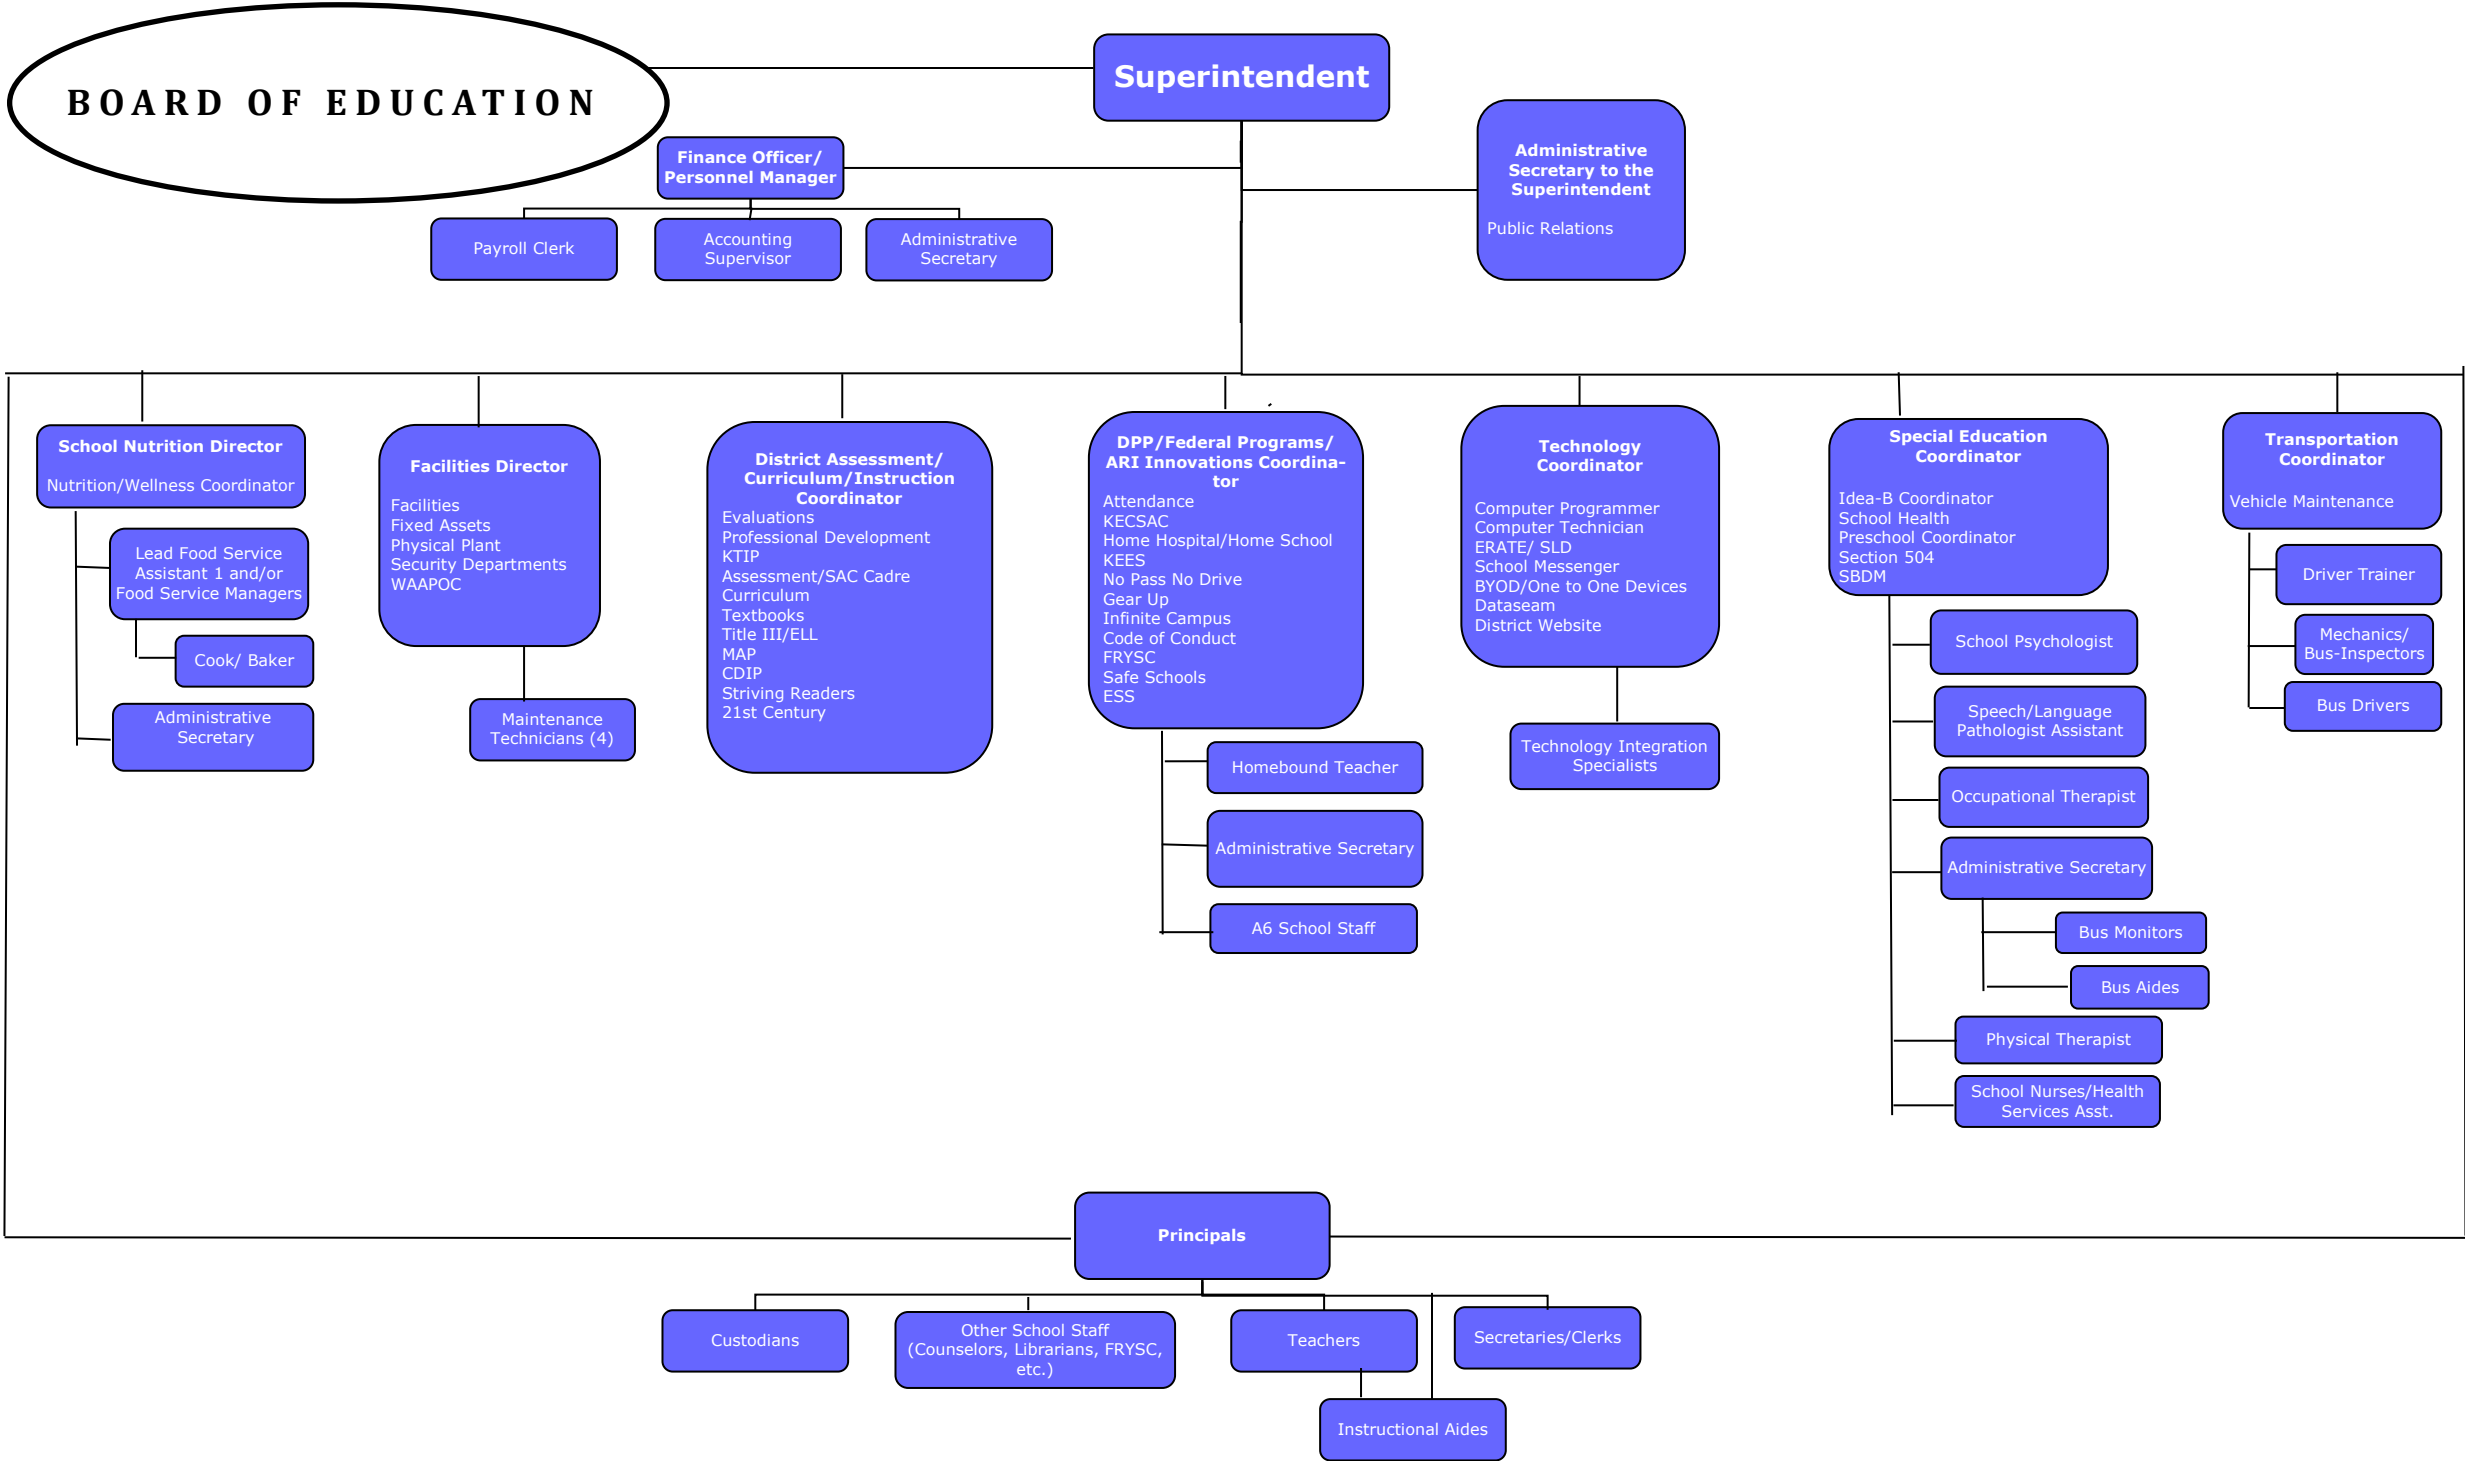 BOARD OF EDUCATION
Superintendent
Finance Officer/
Personnel Manager
Payroll Clerk
Accounting
Supervisor
Administrative
Secretary
Administrative
Secretary to the
Superintendent
Public Relations
School Nutrition Director
Nutrition/Wellness Coordinator
Lead Food Service
Assistant 1 and/or
Food Service Managers
Cook/ Baker
Administrative
Secretary
Facilities Director
Facilities
Fixed Assets
Physical Plant
Security Departments
WAAPOC
Maintenance
Technicians (4)
District Assessment/
Curriculum/Instruction
Coordinator
Evaluations
Professional Development
KTIP
Assessment/SAC Cadre
Curriculum
Textbooks
Title III/ELL
MAP
CDIP
Striving Readers
21st Century
DPP/Federal Programs/
ARI Innovations Coordina-
tor
Attendance
KECSAC
Home Hospital/Home School
KEES
No Pass No Drive
Gear Up
Infinite Campus
Code of Conduct
FRYSC
Safe Schools
ESS
Homebound Teacher
Administrative Secretary
A6 School Staff
Technology
Coordinator
Computer Programmer
Computer Technician
ERATE/ SLD
School Messenger
BYOD/One to One Devices
Dataseam
District Website
Technology Integration
Specialists
Special Education
Coordinator
Idea-B Coordinator
School Health
Preschool Coordinator
Section 504
SBDM
School Psychologist
Speech/Language
Pathologist Assistant
Occupational Therapist
Administrative Secretary
Bus Monitors
Bus Aides
Physical Therapist
School Nurses/Health
Services Asst.
Transportation
Coordinator
Vehicle Maintenance
Driver Trainer
Mechanics/
Bus-Inspectors
Bus Drivers
Principals
Custodians
Other School Staff
(Counselors, Librarians, FRYSC,
etc.)
Teachers
Secretaries/Clerks
Instructional Aides